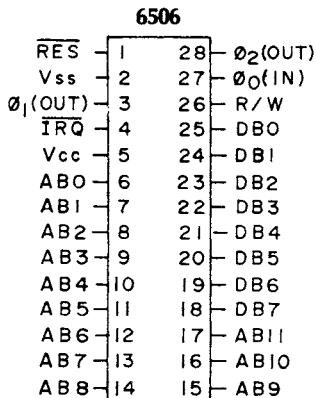 6506
R̅E̅S̅ 1 28 Ø₂(OUT)
Vss 2 27 Ø₀(IN)
Ø₁(OUT) 3 26 R/W
I̅R̅Q̅ 4 25 DB0
Vcc 5 24 DB1
AB0 6 23 DB2
AB1 7 22 DB3
AB2 8 21 DB4
AB3 9 20 DB5
AB4 10 19 DB6
AB5 11 18 DB7
AB6 12 17 AB11
AB7 13 16 AB10
AB8 14 15 AB9